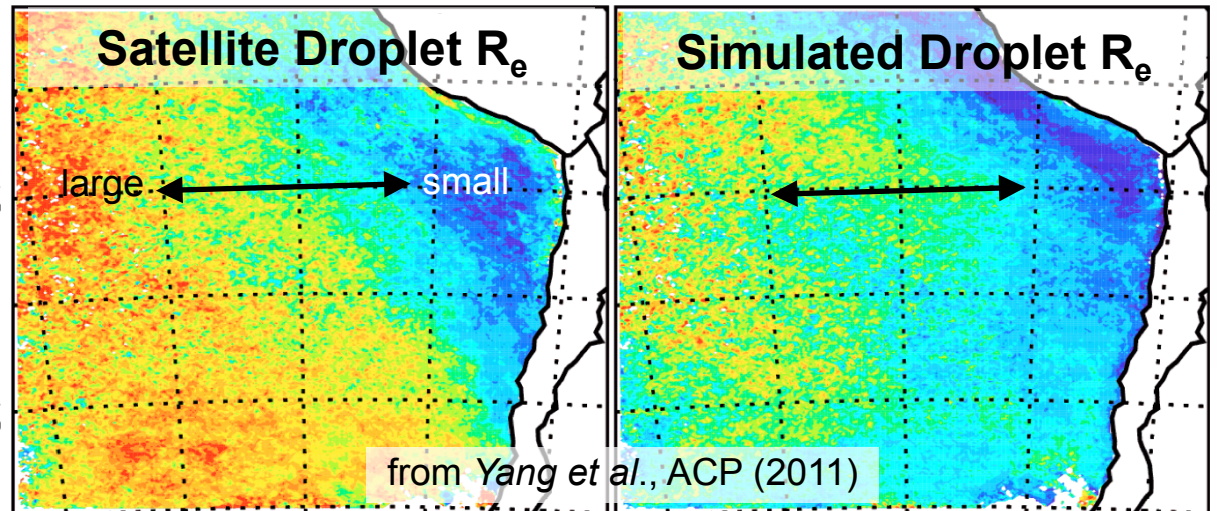 Satellite Droplet Re
Simulated Droplet Re
large
small
from Yang et al., ACP (2011)